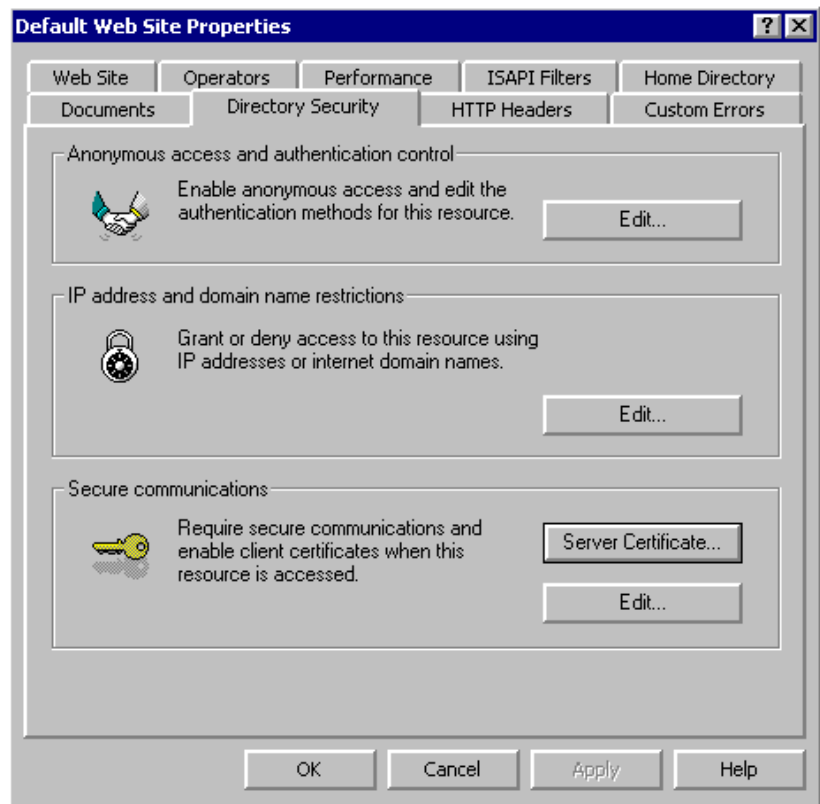 Default Web Site Properties
?
Web Site Operators Performance ISAPI Filters Home Directory
Documents Directory Security HTTP Headers Custom Errors
Anonymous access and authentication control
Enable anonymous access and edit the
authentication methods for this resource.
Edit...
IP address and domain name restrictions
Grant or deny access to this resource using
IP addresses or internet domain names.
Edit...
Secure communications
Require secure communications and
enable client certificates when this
resource is accessed.
Server Certificate...
Edit...
OK Cancel Apply Help